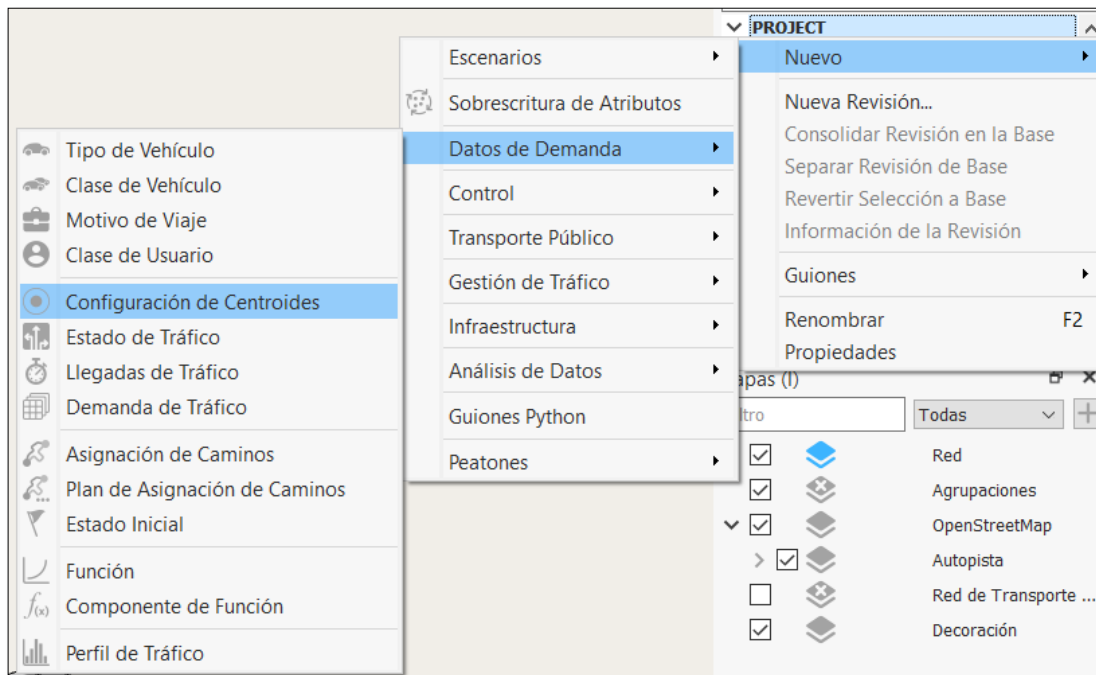 PROJECT
Nuevo
Nueva Revisión...
Consolidar Revisión en la Base
Separar Revisión de Base
Revertir Selección a Base
Información de la Revisión
Guiones
Renombrar F2
Propiedades
Escenarios
Sobrescritura de Atributos
Datos de Demanda
Control
Transporte Público
Gestión de Tráfico
Infraestructura
Análisis de Datos
Guiones Python
Peatones
Tipo de Vehículo
Clase de Vehículo
Motivo de Viaje
Clase de Usuario
Configuración de Centroides
Estado de Tráfico
Llegadas de Tráfico
Demanda de Tráfico
Asignación de Caminos
Plan de Asignación de Caminos
Estado Inicial
Función
f(x) Componente de Función
Perfil de Tráfico
apas (I)
ltro Todas
Red
Agrupaciones
OpenStreetMap
Autopista
Red de Transporte ...
Decoración